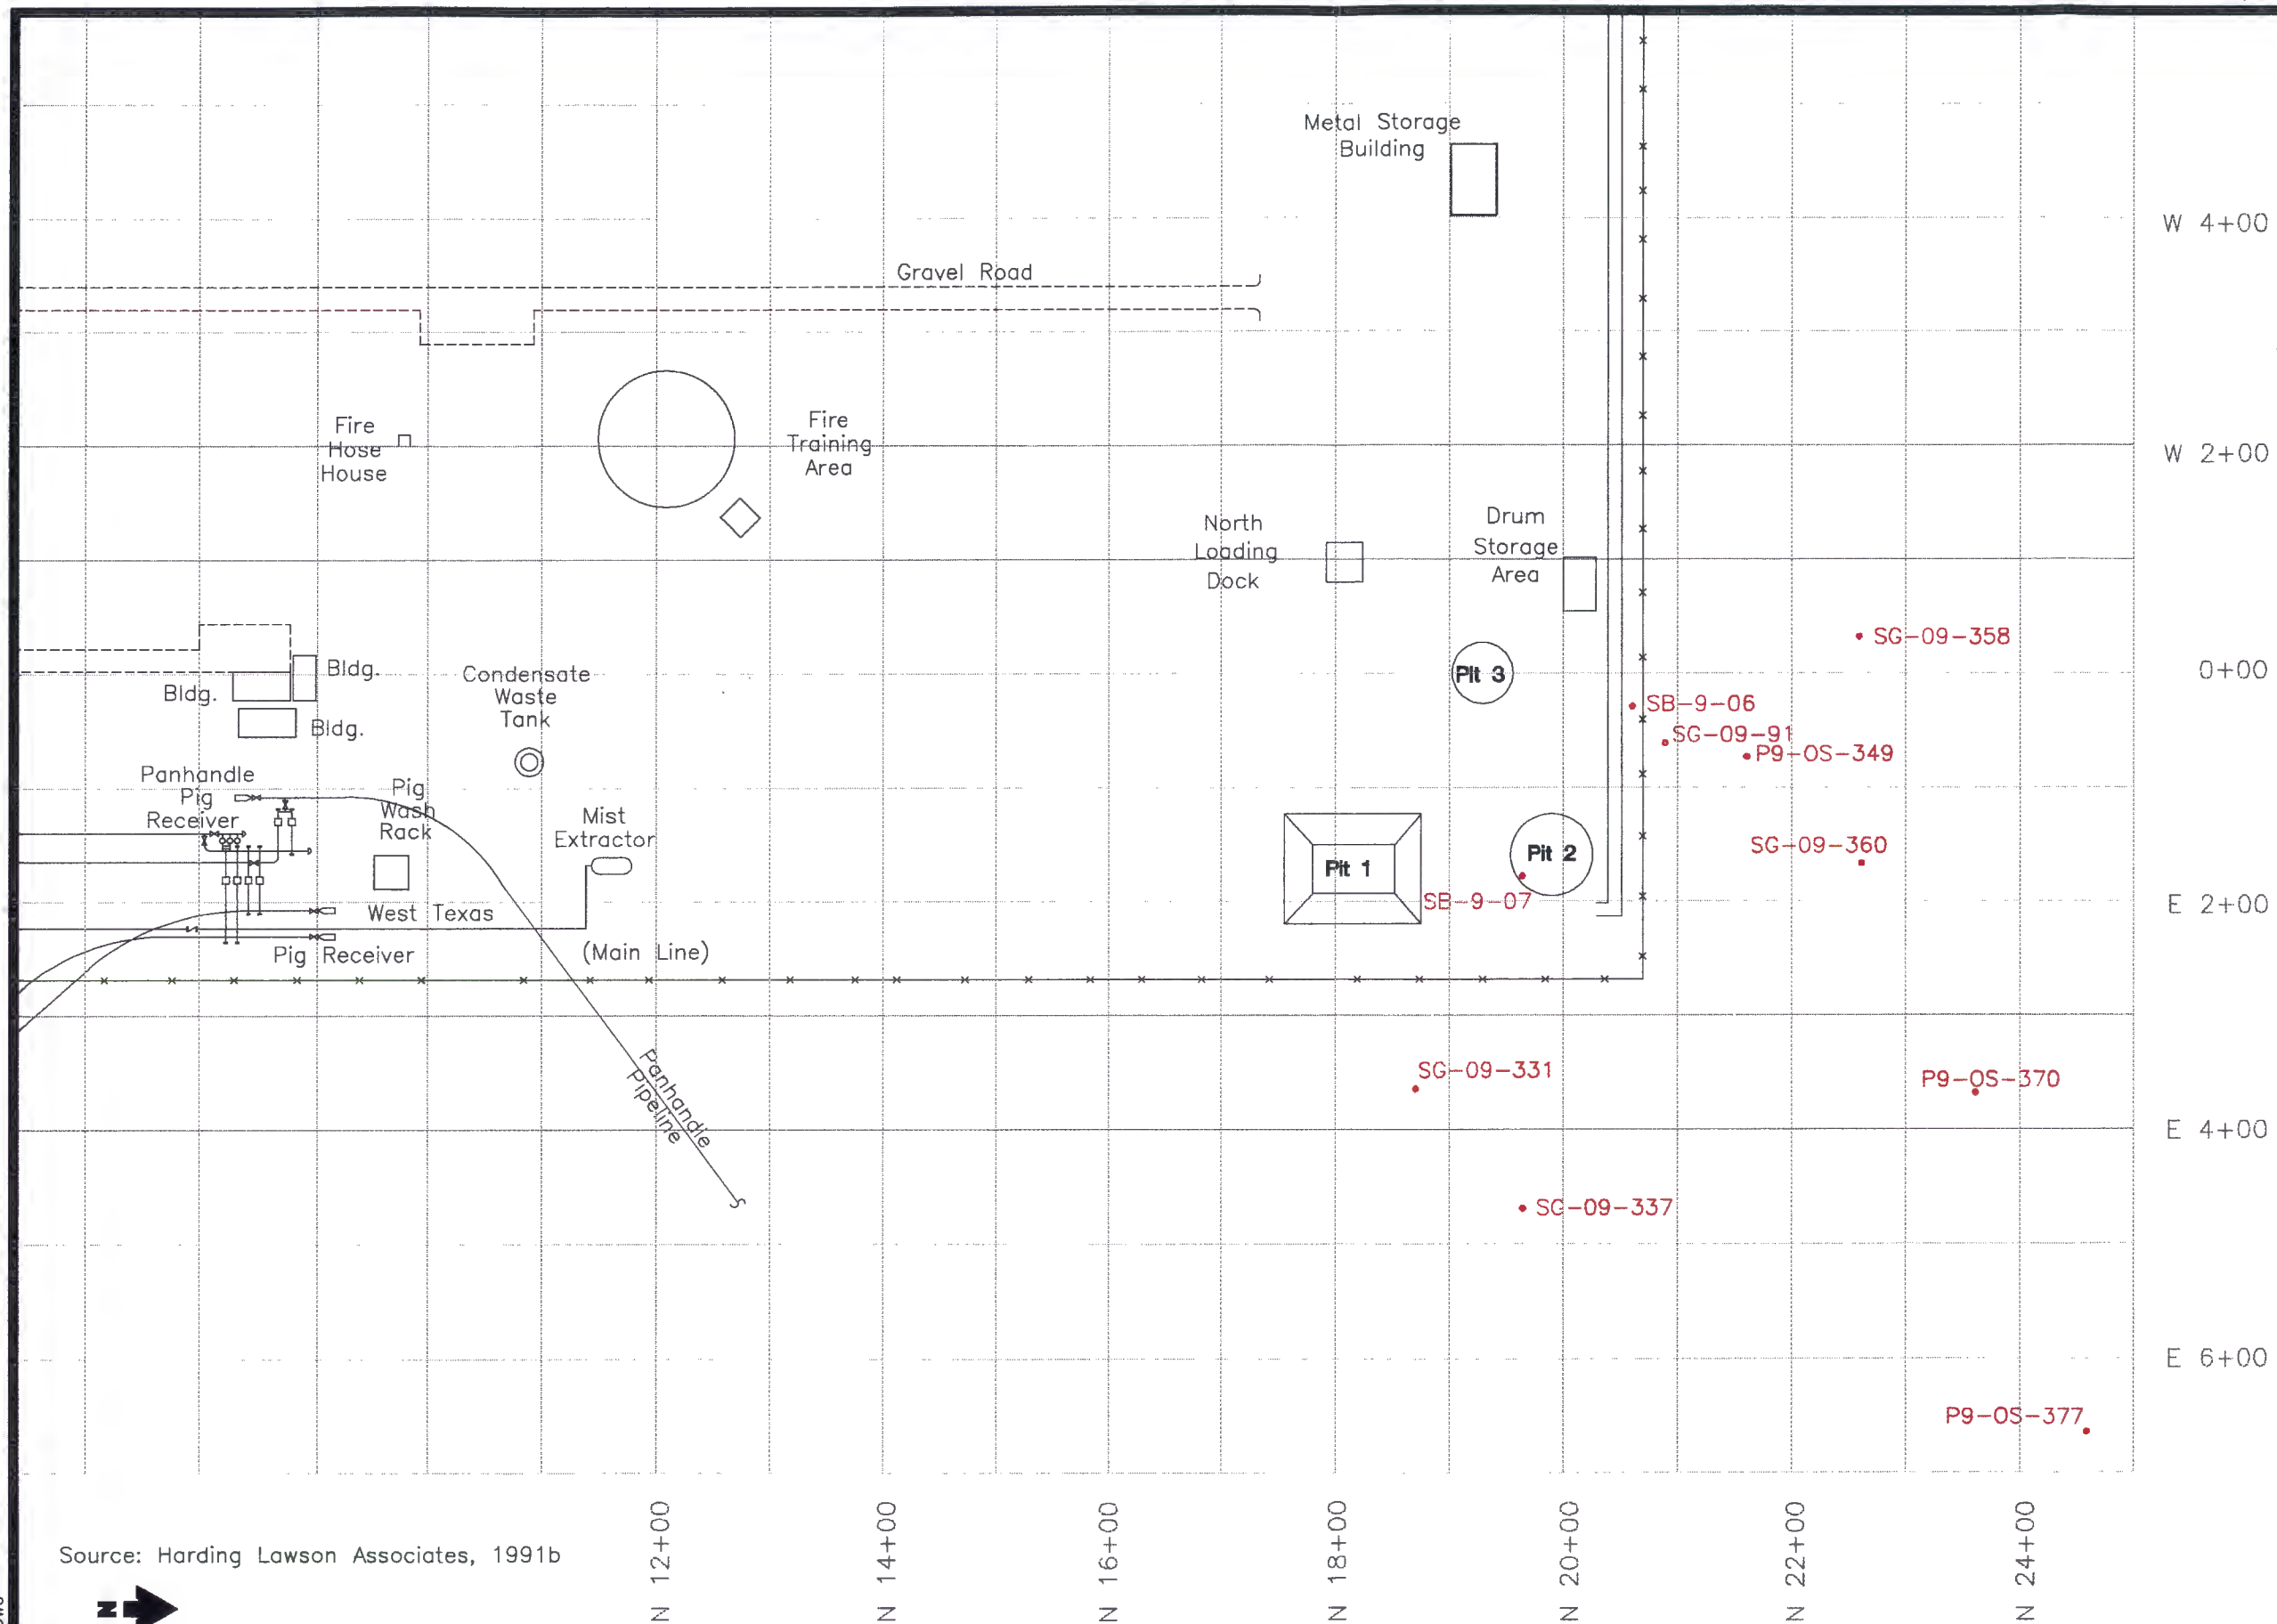 Metal Storage
Building
W 4+00
Gravel Road
Fire
Hose
House
Fire
Training
Area
W 2+00
North
Loading
Dock
Drum
Storage
Area
SG-09-358
0+00
Pit 3
Bldg.
Bldg.
Bldg.
Condensate
Waste
Tank
SB-9-06
SG-09-91
P9-OS-349
Panhandle
Pig
Receiver
Pig
Wash
Rack
Mist
Extractor
SG-09-360
Pit 1
Pit 2
SB-9-07
E 2+00
West Texas
Pig Receiver
(Main Line)
SG-09-331
P9-OS-370
Panhandle
Pipeline
E 4+00
SG-09-337
E 6+00
P9-OS-377
N 12+00
N 14+00
N 16+00
N 18+00
N 20+00
N 22+00
N 24+00
Source: Harding Lawson Associates, 1991b
N